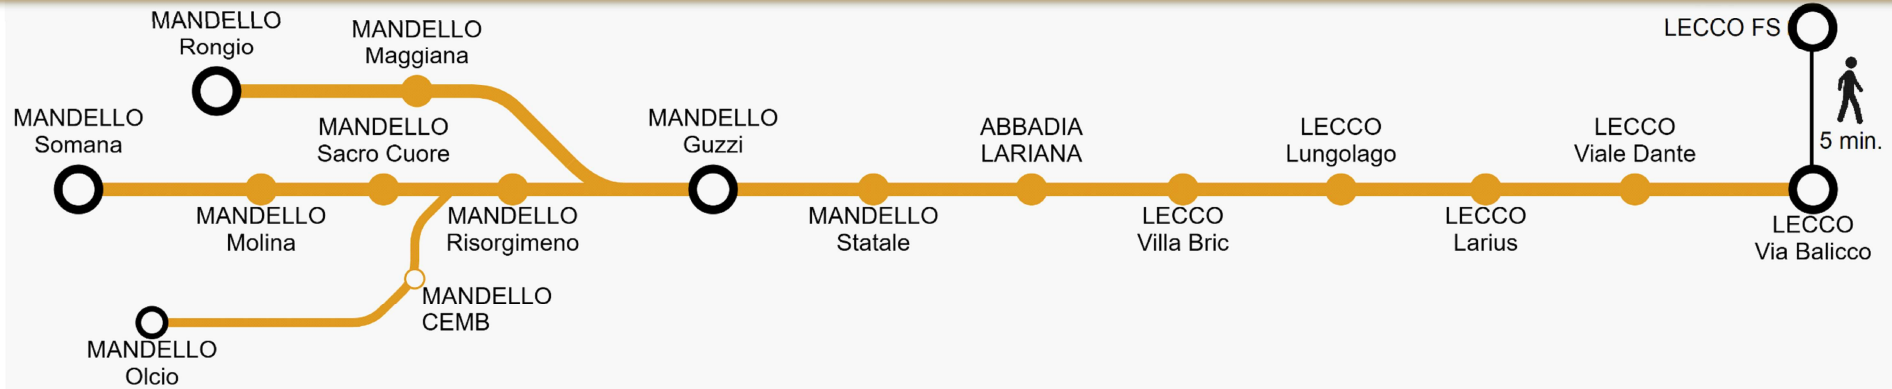 MANDELLO
Rongio
MANDELLO
Maggiana
LECCO FS
MANDELLO
Somana
MANDELLO
Sacro Cuore
MANDELLO
Guzzi
ABBADIA
LARIANA
LECCO
Lungolago
LECCO
Viale Dante
5 min.
MANDELLO
Molina
MANDELLO
Risorgimeno
MANDELLO
Statale
LECCO
Villa Bric
LECCO
Larius
LECCO
Via Balicco
MANDELLO
CEMB
MANDELLO
Olcio